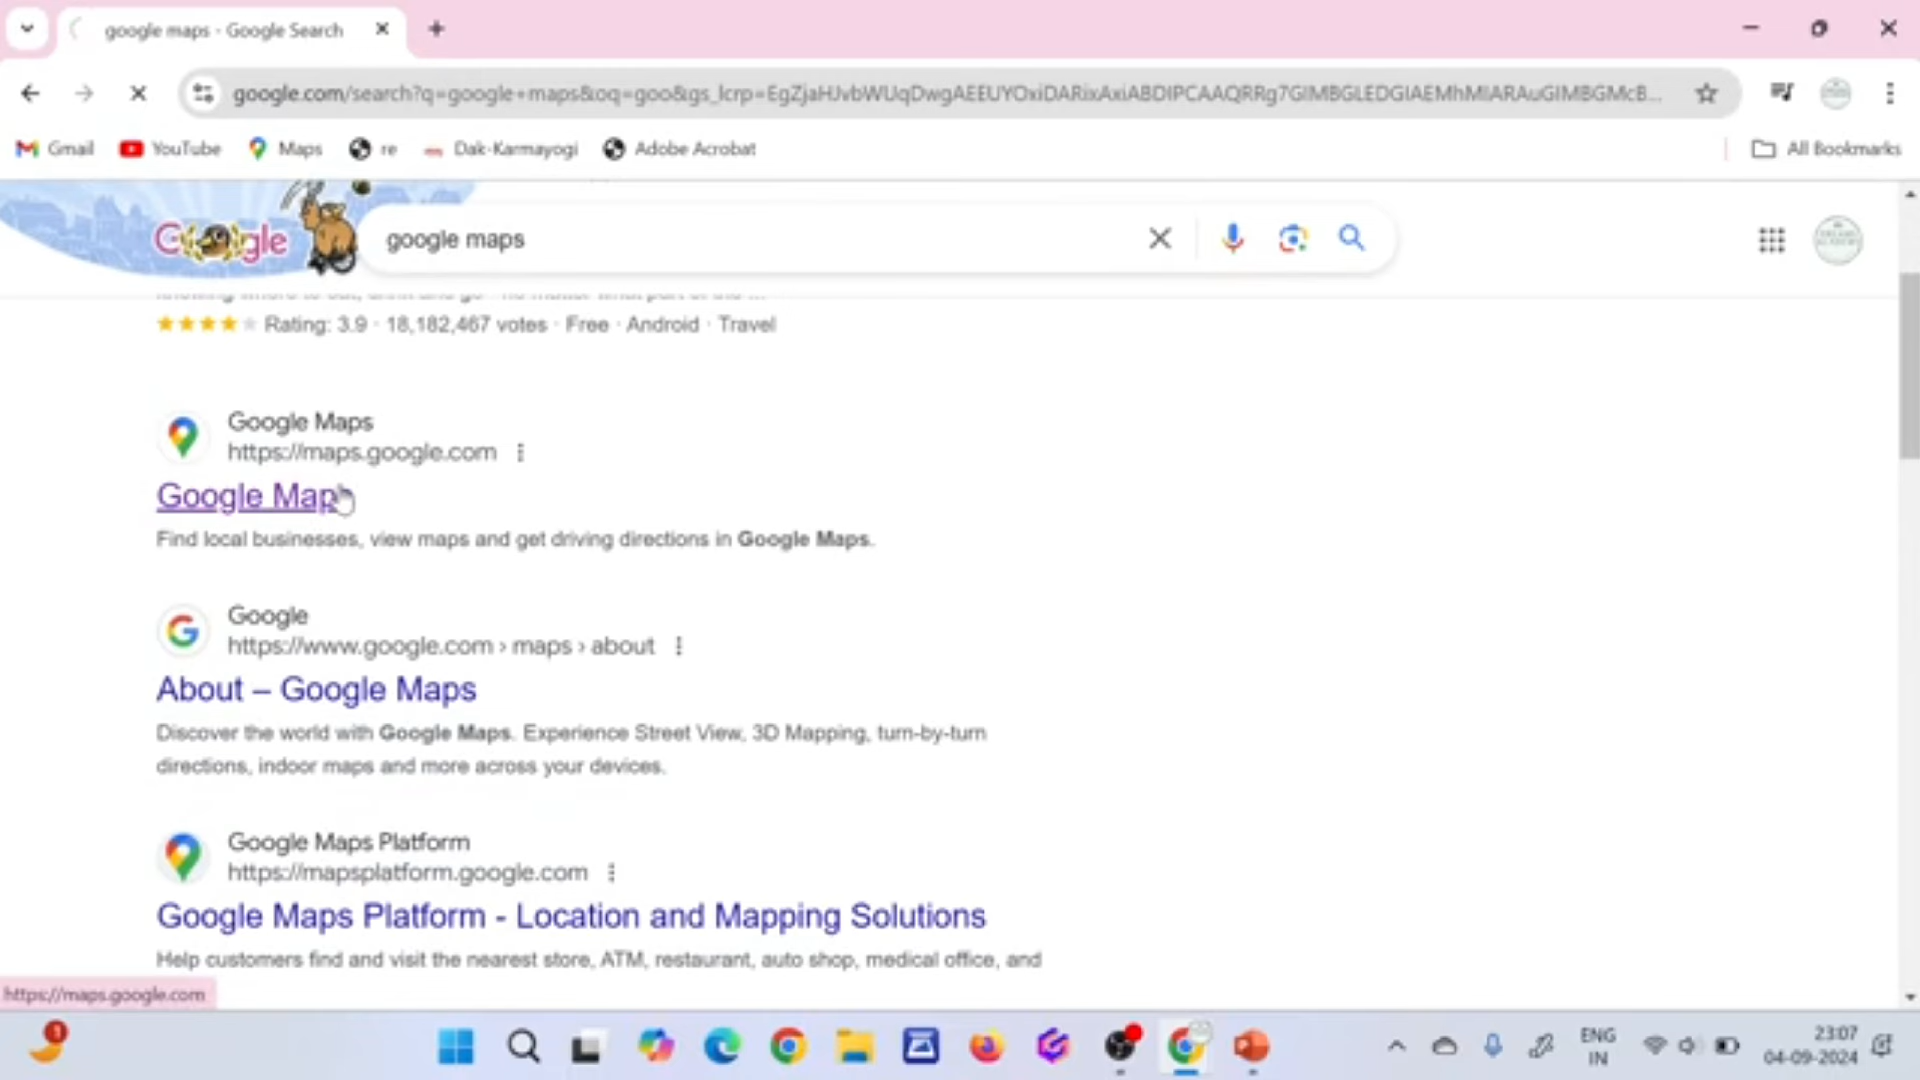 google maps - Google Search
google.com/search?q=google+maps&oq=goo&gs_lcrp=EgZjaHJvbWUqDwgAEEUYOxiDARixAxiABDIPCAAQRRg7GIMBGLEDGIAEMhMIARAuGIMBGMcB...
Gmail YouTube Maps re Dak-Karmayogi Adobe Acrobat All Bookmarks
Google google maps
Rating: 3.9 · 18,182,467 votes · Free · Android · Travel
Google Maps
https://maps.google.com
Google Map
Find local businesses, view maps and get driving directions in Google Maps.
Google
https://www.google.com › maps › about
About – Google Maps
Discover the world with Google Maps. Experience Street View, 3D Mapping, turn-by-turn
directions, indoor maps and more across your devices.
Google Maps Platform
https://mapsplatform.google.com
Google Maps Platform - Location and Mapping Solutions
Help customers find and visit the nearest store, ATM, restaurant, auto shop, medical office, and
https://maps.google.com
1
ENG
IN
23:07
04-09-2024